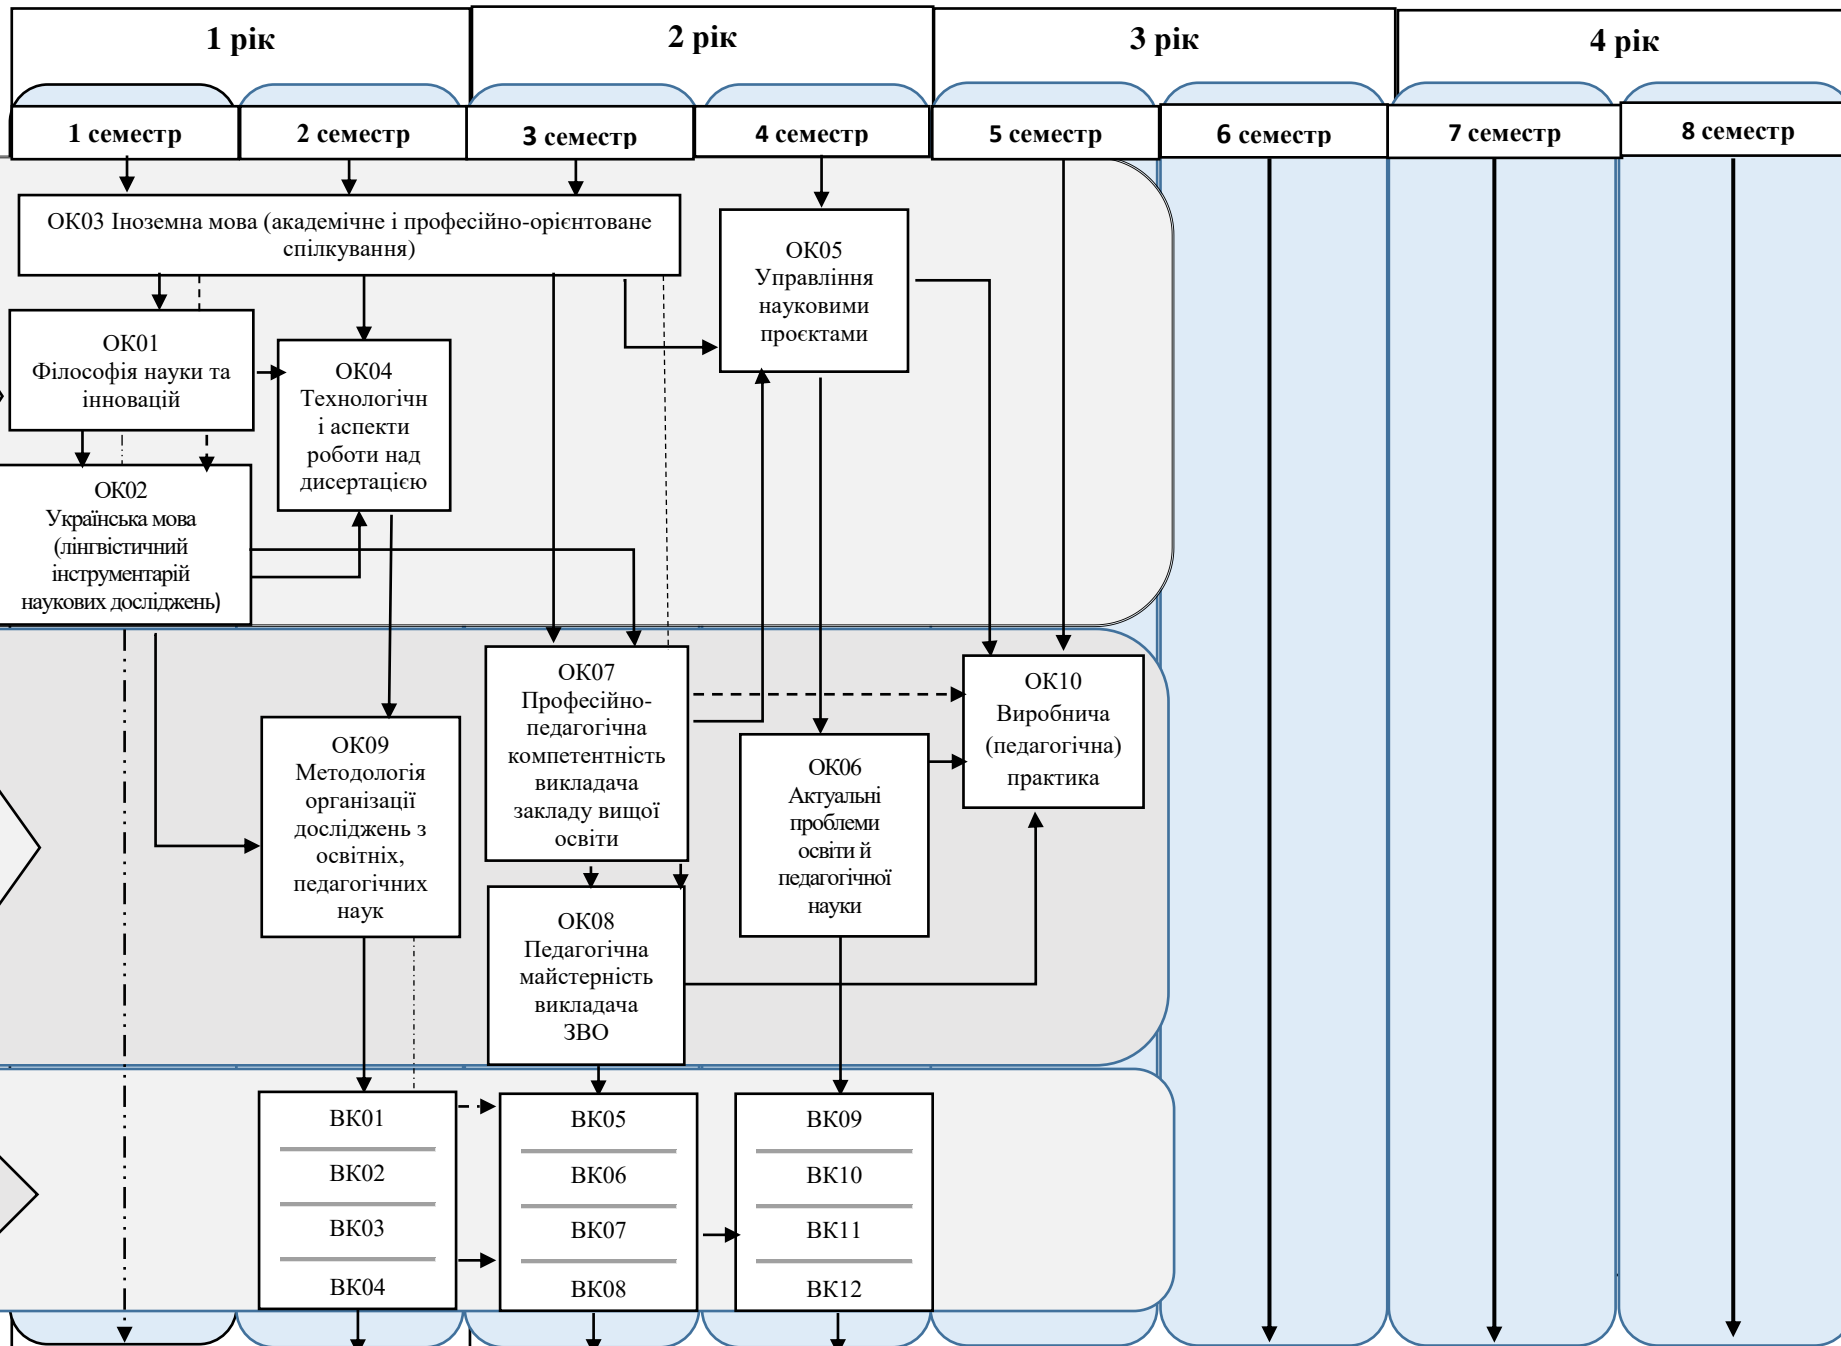 1 рік
2 рік
3 рік
4 рік
1 семестр
2 семестр
3 семестр
4 семестр
5 семестр
6 семестр
7 семестр
8 семестр
ОК03 Іноземна мова (академічне і професійно-орієнтоване
спілкування)
ОК05
Управління
науковими
проєктами
ОК01
Філософія науки та
інновацій
ОК04
Технологічн
і аспекти
роботи над
дисертацією
ОК02
Українська мова
(лінгвістичний
інструментарій
наукових досліджень)
ОК07
Професійно-
педагогічна
компетентність
викладача
закладу вищої
освіти
ОК10
Виробнича
(педагогічна)
практика
ОК09
Методологія
організації
досліджень з
освітніх,
педагогічних
наук
ОК06
Актуальні
проблеми
освіти й
педагогічної
науки
ОК08
Педагогічна
майстерність
викладача
ЗВО
ВК01
ВК02
ВК03
ВК04
ВК05
ВК06
ВК07
ВК08
ВК09
ВК10
ВК11
ВК12